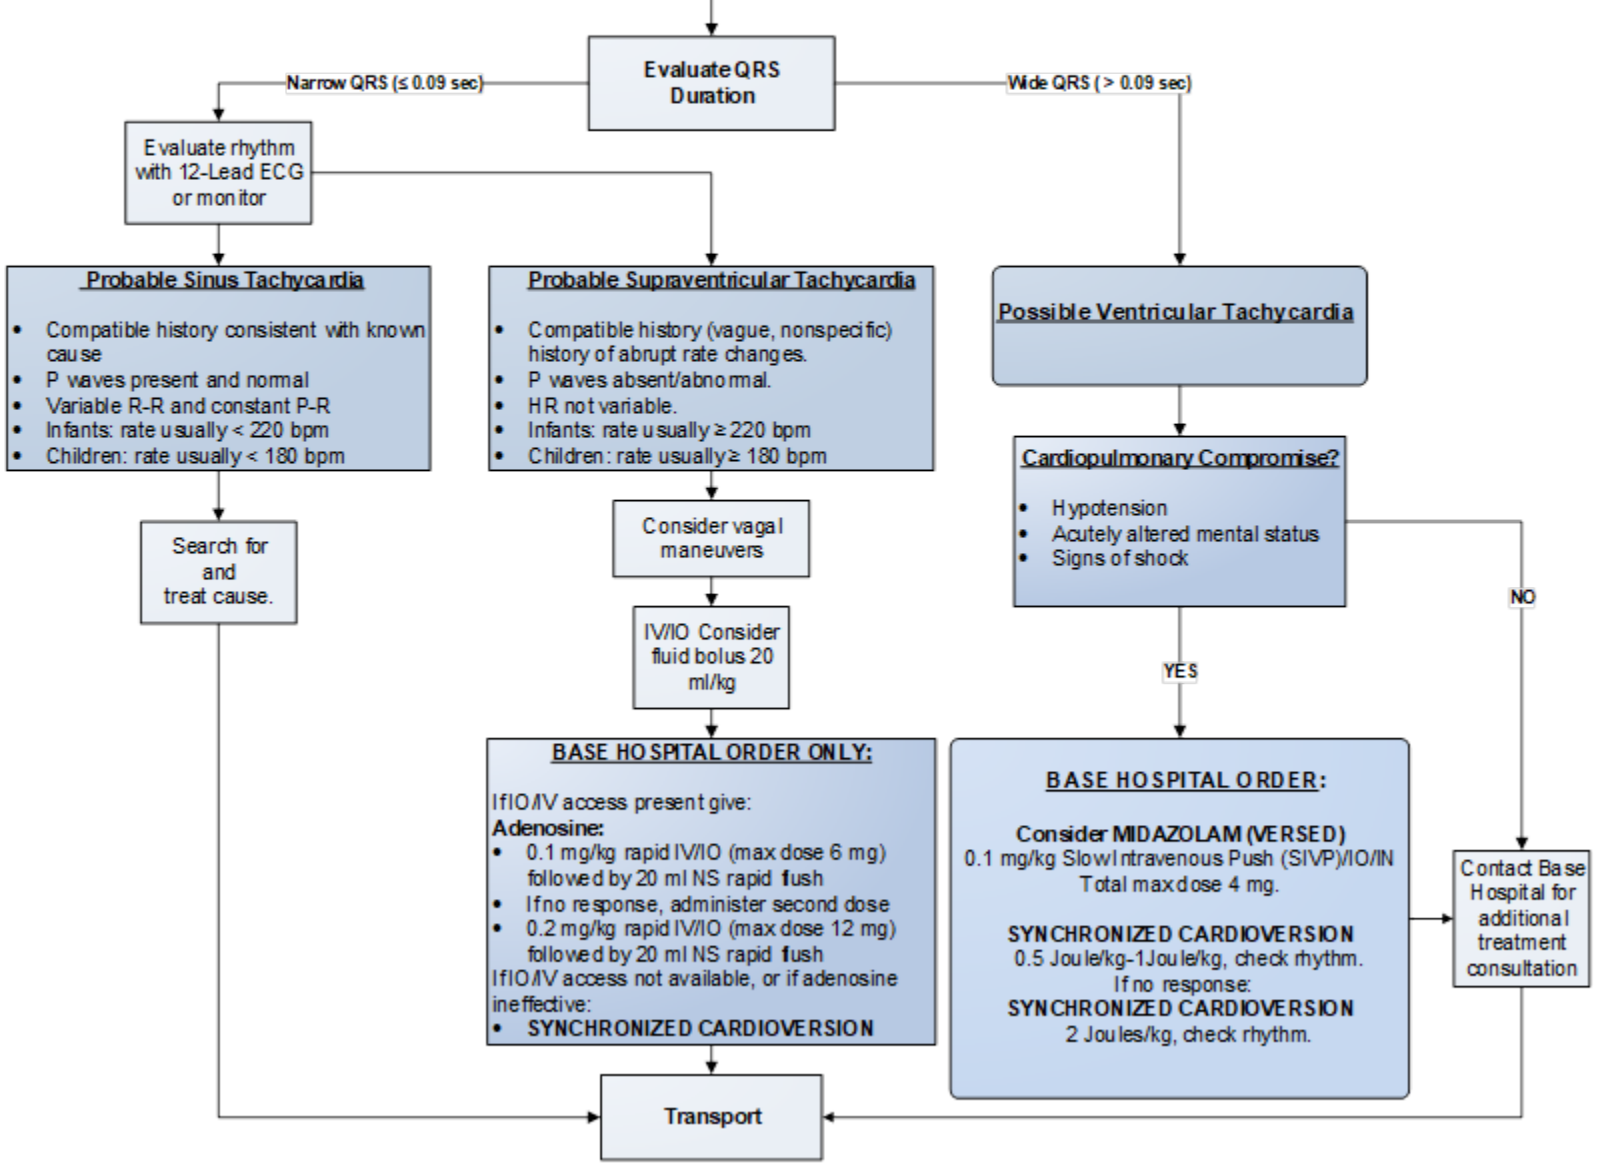 Evaluate QRS
Duration
Narrow QRS (≤ 0.09 sec)
Wide QRS ( > 0.09 sec)
Evaluate rhythm
with 12-Lead ECG
or monitor
Probable Sinus Tachycardia
• Compatible history consistent with known
cause
• P waves present and normal
• Variable R-R and constant P-R
• Infants: rate usually < 220 bpm
• Children: rate usually < 180 bpm
Search for
and
treat cause.
Probable Supraventricular Tachycardia
• Compatible history (vague, nonspecific)
history of abrupt rate changes.
• P waves absent/abnormal.
• HR not variable.
• Infants: rate usually ≥ 220 bpm
• Children: rate usually ≥ 180 bpm
Consider vagal
maneuvers
IV/IO Consider
fluid bolus 20
ml/kg
BASE HOSPITAL ORDER ONLY:
If IO/IV access present give:
Adenosine:
• 0.1 mg/kg rapid IV/IO (max dose 6 mg)
followed by 20 ml NS rapid flush
• If no response, administer second dose
• 0.2 mg/kg rapid IV/IO (max dose 12 mg)
followed by 20 ml NS rapid flush
If IO/IV access not available, or if adenosine
ineffective:
• SYNCHRONIZED CARDIOVERSION
Possible Ventricular Tachycardia
Cardiopulmonary Compromise?
• Hypotension
• Acutely altered mental status
• Signs of shock
NO
YES
BASE HOSPITAL ORDER:
Consider MIDAZOLAM (VERSED)
0.1 mg/kg Slow Intravenous Push (SIVP)/IO/IN
Total max dose 4 mg.
SYNCHRONIZED CARDIOVERSION
0.5 Joule/kg-1Joule/kg, check rhythm.
If no response:
SYNCHRONIZED CARDIOVERSION
2 Joules/kg, check rhythm.
Contact Base
Hospital for
additional
treatment
consultation
Transport